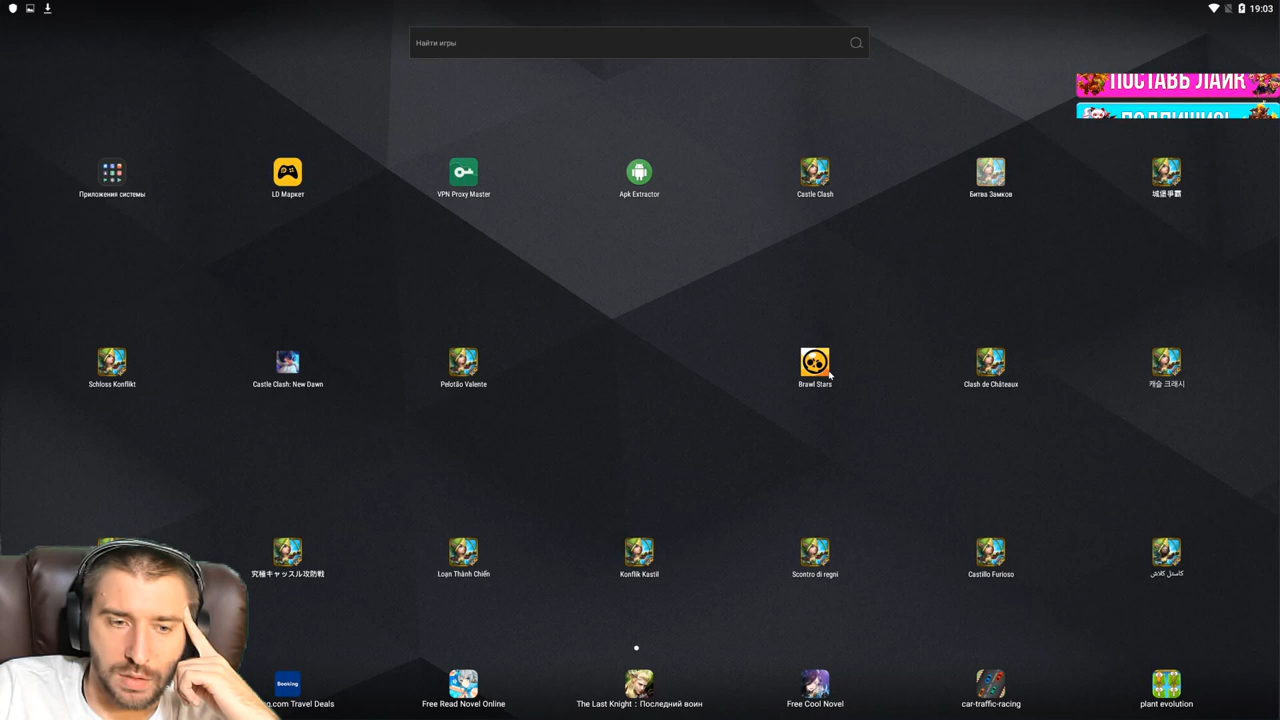 19:03
Найти игры
ПОСТАВЬ ЛАЙК
ПОДПИШИСЬ
Приложения системы
LD Маркет
VPN Proxy Master
Apk Extractor
Castle Clash
Битва Замков
城堡爭霸
Schloss Konflikt
Castle Clash: New Dawn
Pelotão Valente
Brawl Stars
Clash de Châteaux
캐슬 크래시
究極キャッスル攻防戦
Loạn Thành Chiến
Konflik Kastil
Scontro di regni
Castillo Furioso
كاستل كلاش
Booking
g.com Travel Deals
Free Read Novel Online
The Last Knight : Последний воин
Free Cool Novel
car-traffic-racing
plant evolution